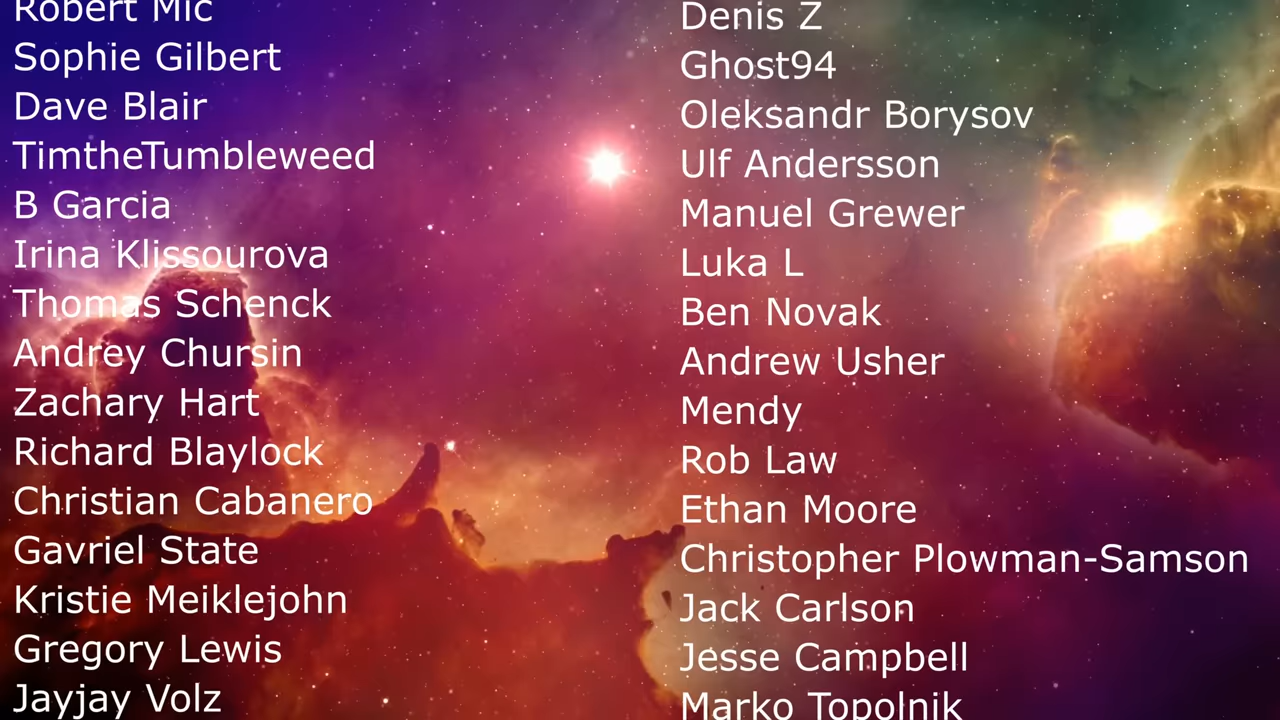 Robert Mic
Sophie Gilbert
Dave Blair
TimtheTumbleweed
B Garcia
Irina Klissourova
Thomas Schenck
Andrey Chursin
Zachary Hart
Richard Blaylock
Christian Cabanero
Gavriel State
Kristie Meiklejohn
Gregory Lewis
Jayjay Volz
Denis Z
Ghost94
Oleksandr Borysov
Ulf Andersson
Manuel Grewer
Luka L
Ben Novak
Andrew Usher
Mendy
Rob Law
Ethan Moore
Christopher Plowman-Samson
Jack Carlson
Jesse Campbell
Marko Topolnik